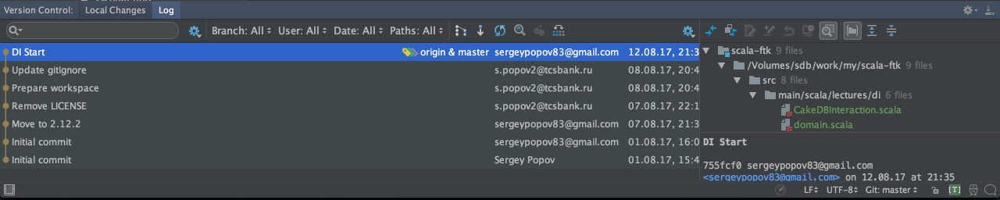 Version Control: Local Changes Log
Branch: All User: All Date: All Paths: All
DI Start origin & master sergeypopov83@gmail.com 12.08.17, 21:3
Update gitignore s.popov2@tcsbank.ru 08.08.17, 20:4
Prepare workspace s.popov2@tcsbank.ru 08.08.17, 20:4
Remove LICENSE s.popov2@tcsbank.ru 07.08.17, 22:1
Move to 2.12.2 sergeypopov83@gmail.com 07.08.17, 21:3
Initial commit sergeypopov83@gmail.com 01.08.17, 16:0
Initial commit Sergey Popov 01.08.17, 15:4
scala-ftk 9 files
/Volumes/sdb/work/my/scala-ftk 9 files
src 8 files
main/scala/lectures/di 6 files
CakeDBInteraction.scala
domain.scala
DI Start
755fcf0 sergeypopov83@gmail.com
<sergeypopov83@gmail.com> on 12.08.17 at 21:35
LF UTF-8 Git: master [T]